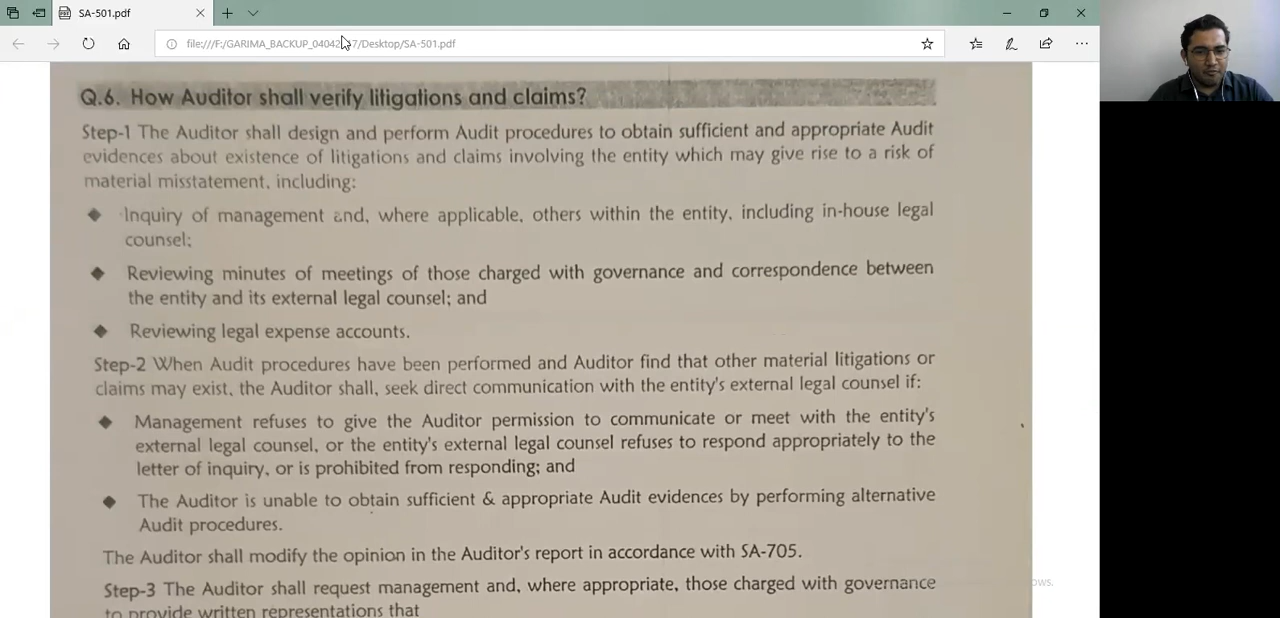 SA-501.pdf
file:///F:/GARIMA_BACKUP_0404 7/Desktop/SA-501.pdf
Q.6. How Auditor shall verify litigations and claims?
Step-1 The Auditor shall design and perform Audit procedures to obtain sufficient and appropriate Audit
evidences about existence of litigations and claims involving the entity which may give rise to a risk of
material misstatement, including:
◆ Inquiry of management and, where applicable, others within the entity, including in-house legal
counsel;
◆ Reviewing minutes of meetings of those charged with governance and correspondence between
the entity and its external legal counsel; and
◆ Reviewing legal expense accounts.
Step-2 When Audit procedures have been performed and Auditor find that other material litigations or
claims may exist, the Auditor shall, seek direct communication with the entity's external legal counsel if:
◆ Management refuses to give the Auditor permission to communicate or meet with the entity's
external legal counsel, or the entity's external legal counsel refuses to respond appropriately to the
letter of inquiry, or is prohibited from responding; and
◆ The Auditor is unable to obtain sufficient & appropriate Audit evidences by performing alternative
Audit procedures.
The Auditor shall modify the opinion in the Auditor's report in accordance with SA-705.
Step-3 The Auditor shall request management and, where appropriate, those charged with governance
to provide written representations that
ows.